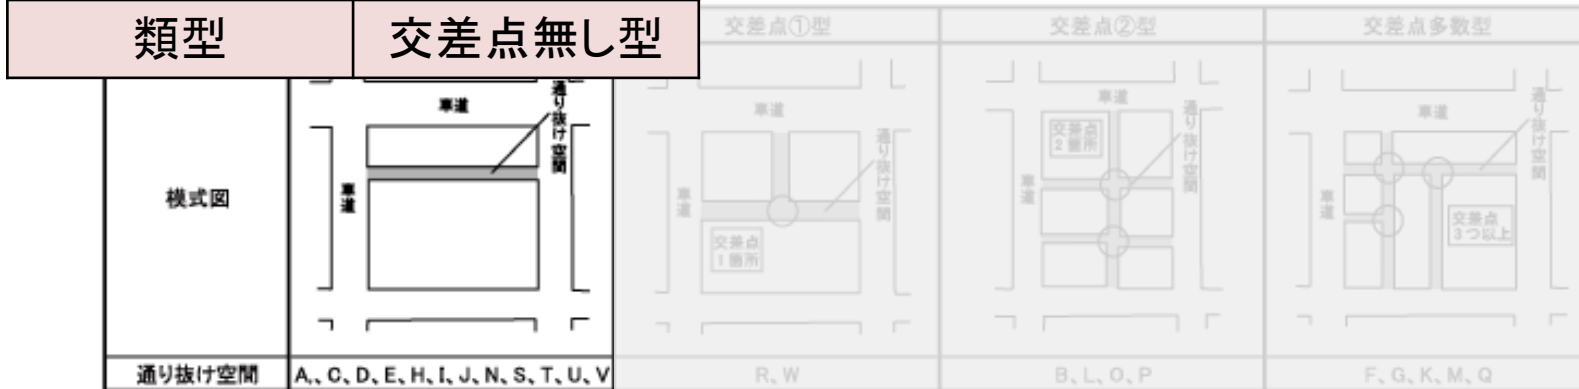 類型
交差点無し型
交差点①型
交差点②型
交差点多数型
模式図
車道
車道
通り抜け空間
車道
車道
通り抜け空間
交差点
1箇所
車道
車道
通り抜け空間
交差点
2箇所
車道
車道
通り抜け空間
交差点
3つ以上
通り抜け空間
A,、C、D、E、H、I、J、N、S、T、U、V
R、W
B、L、O、P
F、G、K、M、Q